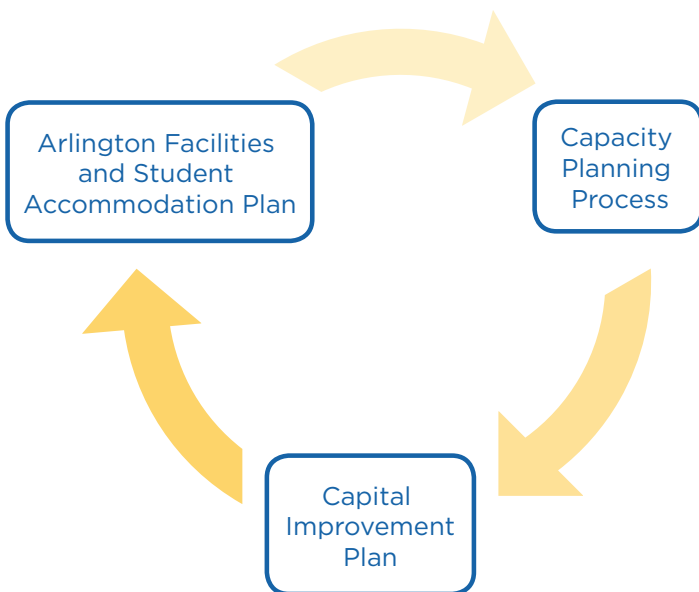 Arlington Facilities
and Student
Accommodation Plan
Capacity
Planning
Process
Capital
Improvement
Plan